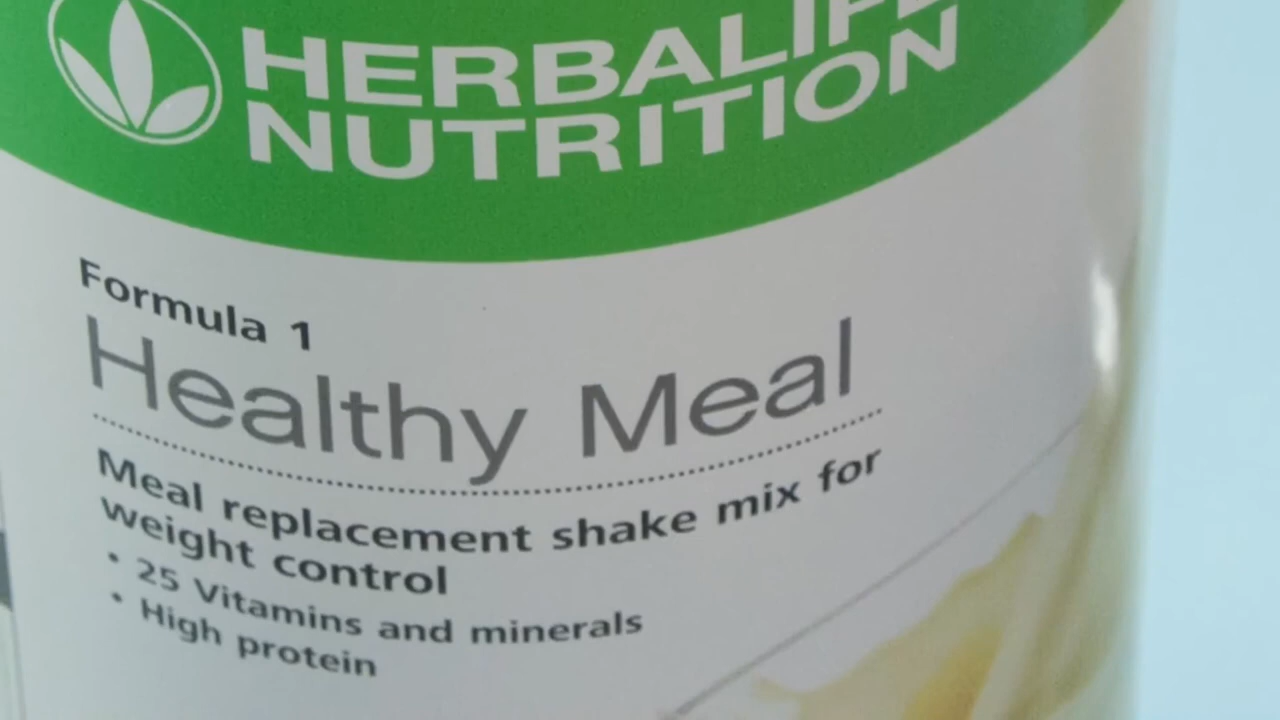 HERBALIFE
NUTRITION
Formula 1
Healthy Meal
Meal replacement shake mix for
weight control
• 25 Vitamins and minerals
• High protein